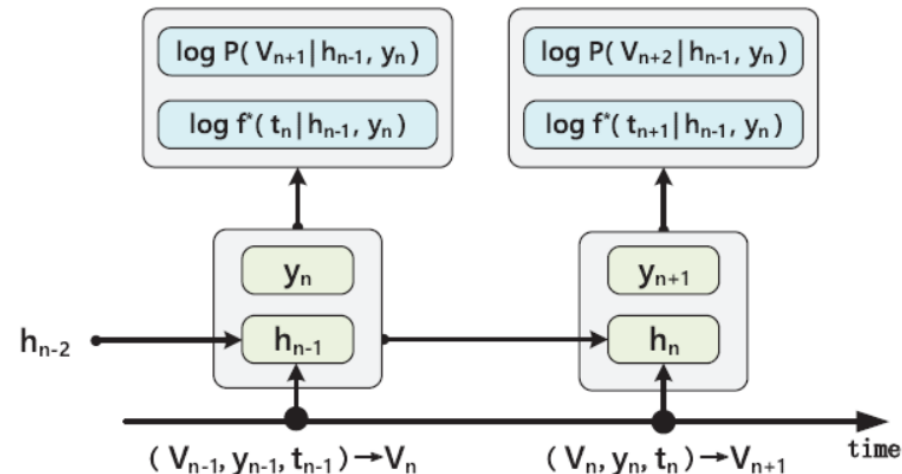 log P( Vₙ₊₁ | hₙ₋₁, yₙ )
log f*( tₙ | hₙ₋₁, yₙ )
log P( Vₙ₊₂ | hₙ₋₁, yₙ )
log f*( tₙ₊₁ | hₙ₋₁, yₙ )
yₙ
hₙ₋₁
yₙ₊₁
hₙ
hₙ₋₂
( Vₙ₋₁, yₙ₋₁, tₙ₋₁ )→Vₙ
( Vₙ, yₙ, tₙ )→Vₙ₊₁
time